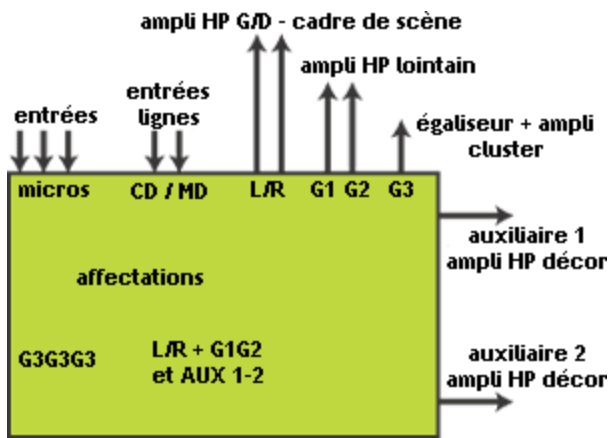 ampli HP G/D - cadre de scène
ampli HP lointain
entrées
entrées
lignes
égaliseur + ampli
cluster
micros
CD / MD
L/R
G1
G2
G3
auxiliaire 1
ampli HP décor
affectations
G3G3G3
L/R + G1G2
et AUX 1-2
auxiliaire 2
ampli HP décor